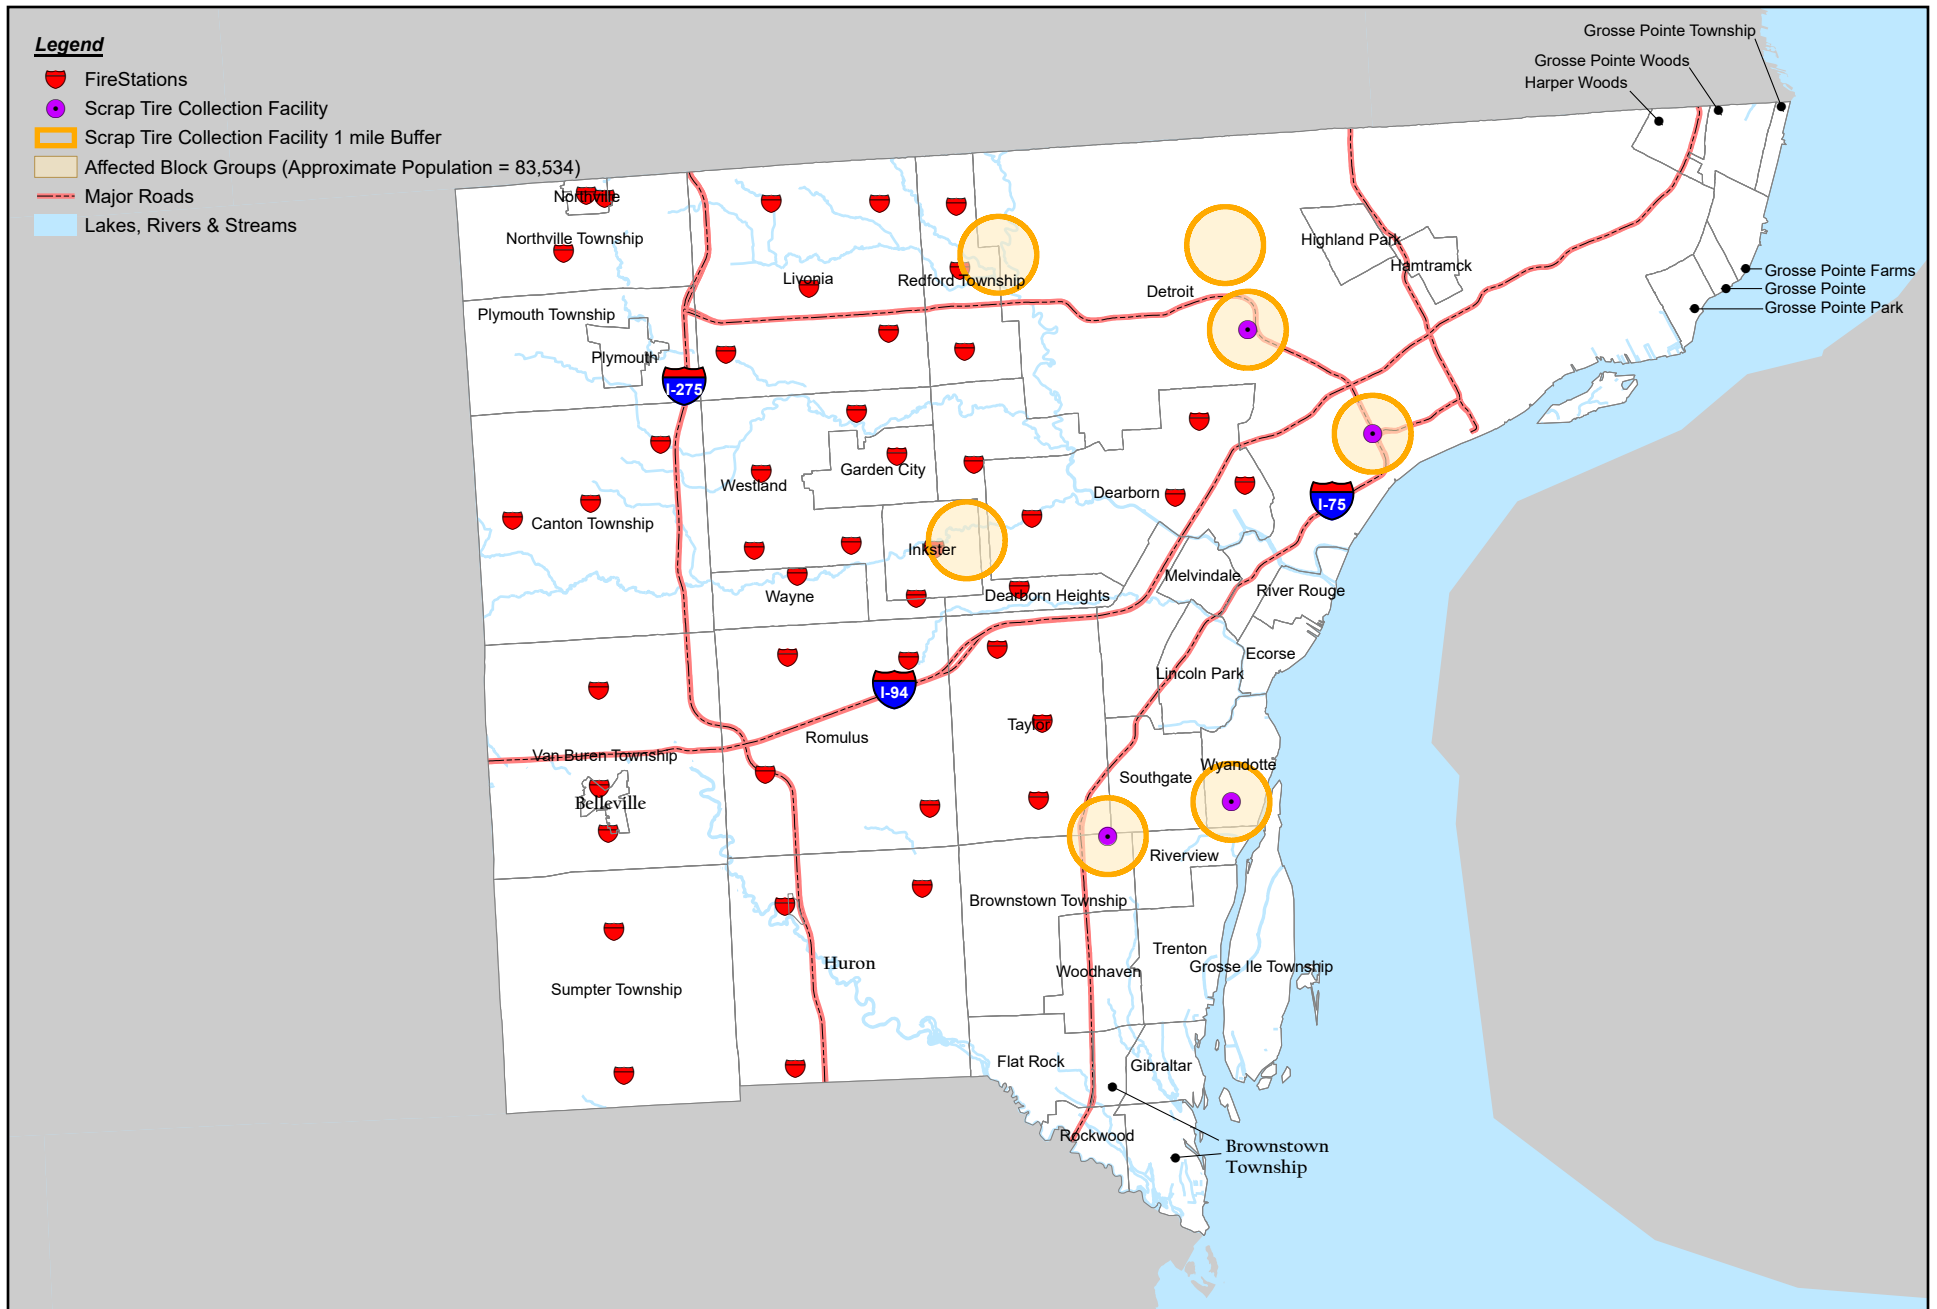 Legend
FireStations
Scrap Tire Collection Facility
Scrap Tire Collection Facility 1 mile Buffer
Affected Block Groups (Approximate Population = 83,534)
Major Roads
Lakes, Rivers & Streams
Grosse Pointe Township
Grosse Pointe Woods
Harper Woods
Northville
Northville Township
Livonia
Redford Township
Highland Park
Hamtramck
Detroit
Grosse Pointe Farms
Grosse Pointe
Grosse Pointe Park
Plymouth Township
Plymouth
I-275
Garden City
Westland
Dearborn
I-75
Canton Township
Inkster
Melvindale
River Rouge
Wayne
Dearborn Heights
Ecorse
Lincoln Park
I-94
Taylor
Romulus
Van Buren Township
Wyandotte
Southgate
Belleville
Riverview
Brownstown Township
Trenton
Huron
Woodhaven
Grosse Ile Township
Sumpter Township
Flat Rock
Gibraltar
Rockwood
Brownstown
Township